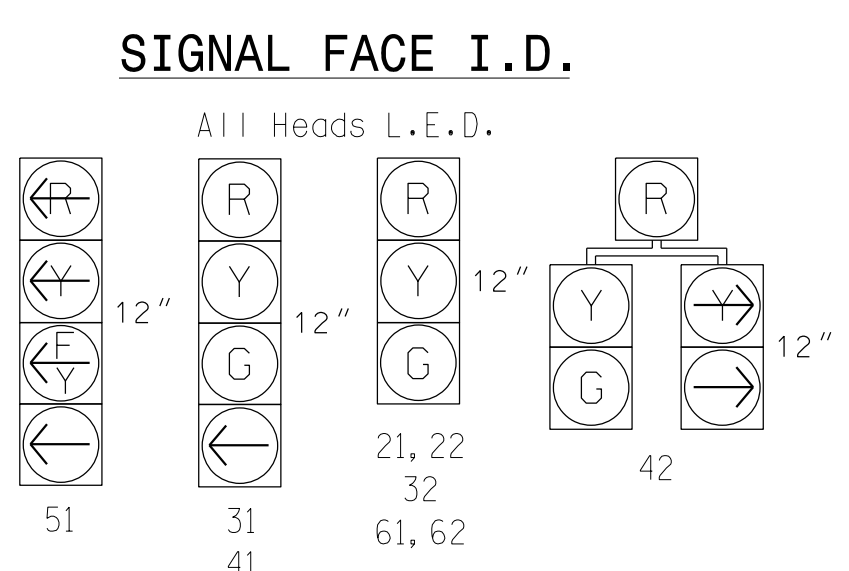 SIGNAL FACE I.D.
All Heads L.E.D.
R
Y
F
Y
12"
51
R
Y
G
12"
31
41
R
Y
G
12"
21, 22
32
61, 62
R
Y
G
Y
12"
42